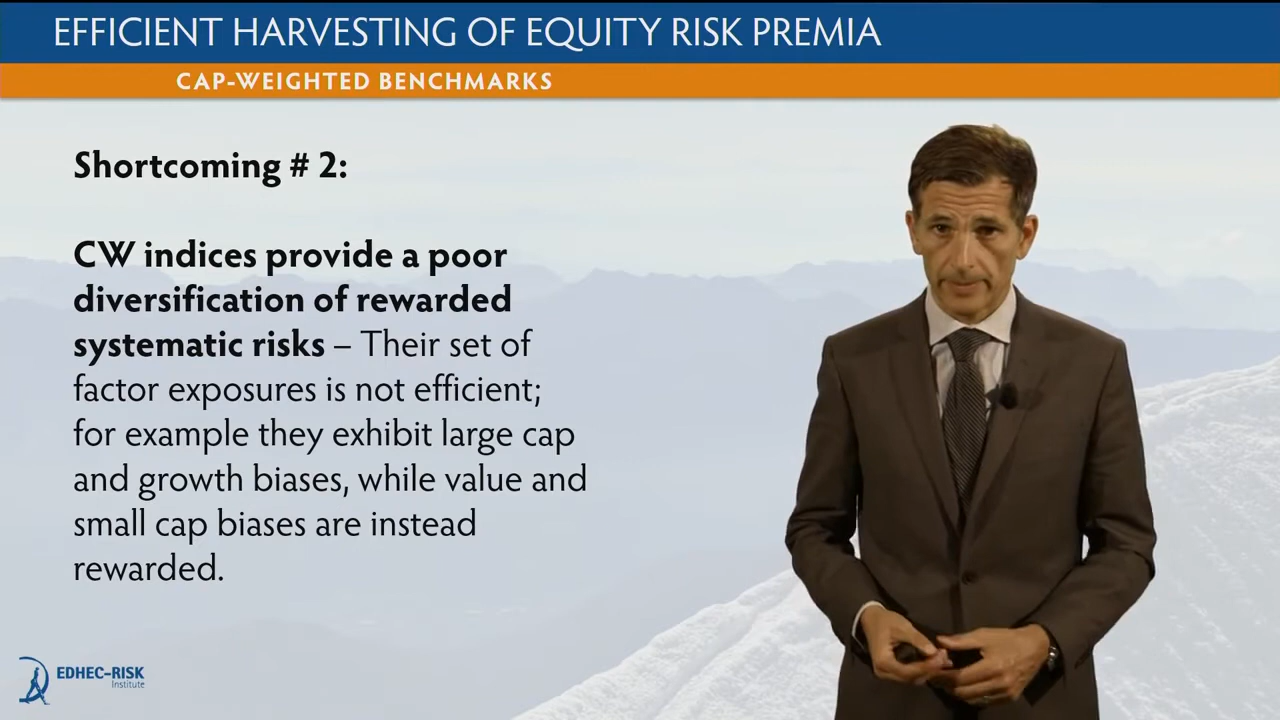 EFFICIENT HARVESTING OF EQUITY RISK PREMIA
CAP-WEIGHTED BENCHMARKS
Shortcoming # 2:
CW indices provide a poor
diversification of rewarded
systematic risks – Their set of
factor exposures is not efficient;
for example they exhibit large cap
and growth biases, while value and
small cap biases are instead
rewarded.
EDHEC-RISK
Institute